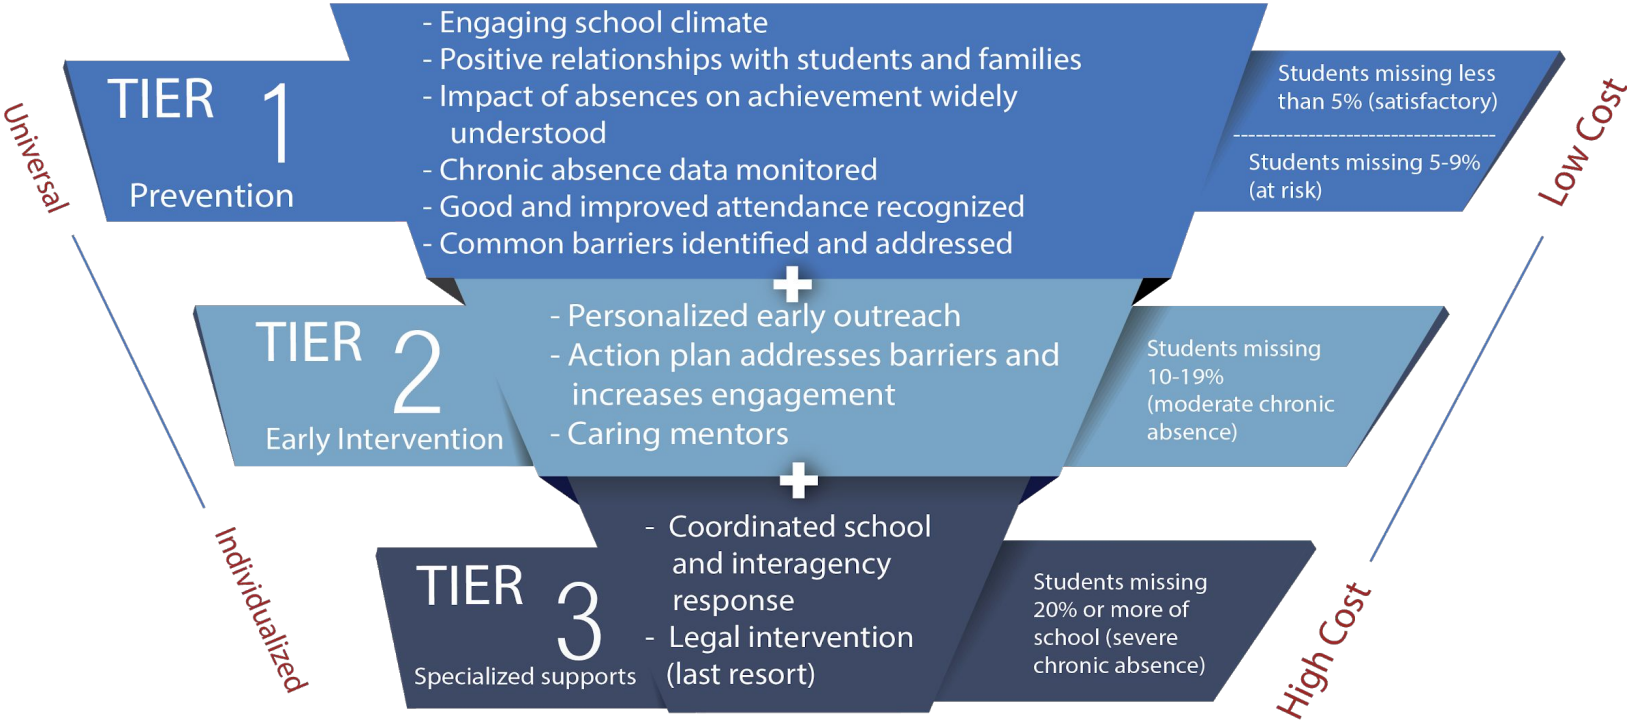 Universal
Individualized
TIER 1
Prevention
- Engaging school climate
- Positive relationships with students and families
- Impact of absences on achievement widely
understood
- Chronic absence data monitored
- Good and improved attendance recognized
- Common barriers identified and addressed
Students missing less
than 5% (satisfactory)
Students missing 5-9%
(at risk)
+
TIER 2
Early Intervention
- Personalized early outreach
- Action plan addresses barriers and
increases engagement
- Caring mentors
Students missing
10-19%
(moderate chronic
absence)
+
TIER 3
Specialized supports
- Coordinated school
and interagency
response
- Legal intervention
(last resort)
Students missing
20% or more of
school (severe
chronic absence)
Low Cost
High Cost